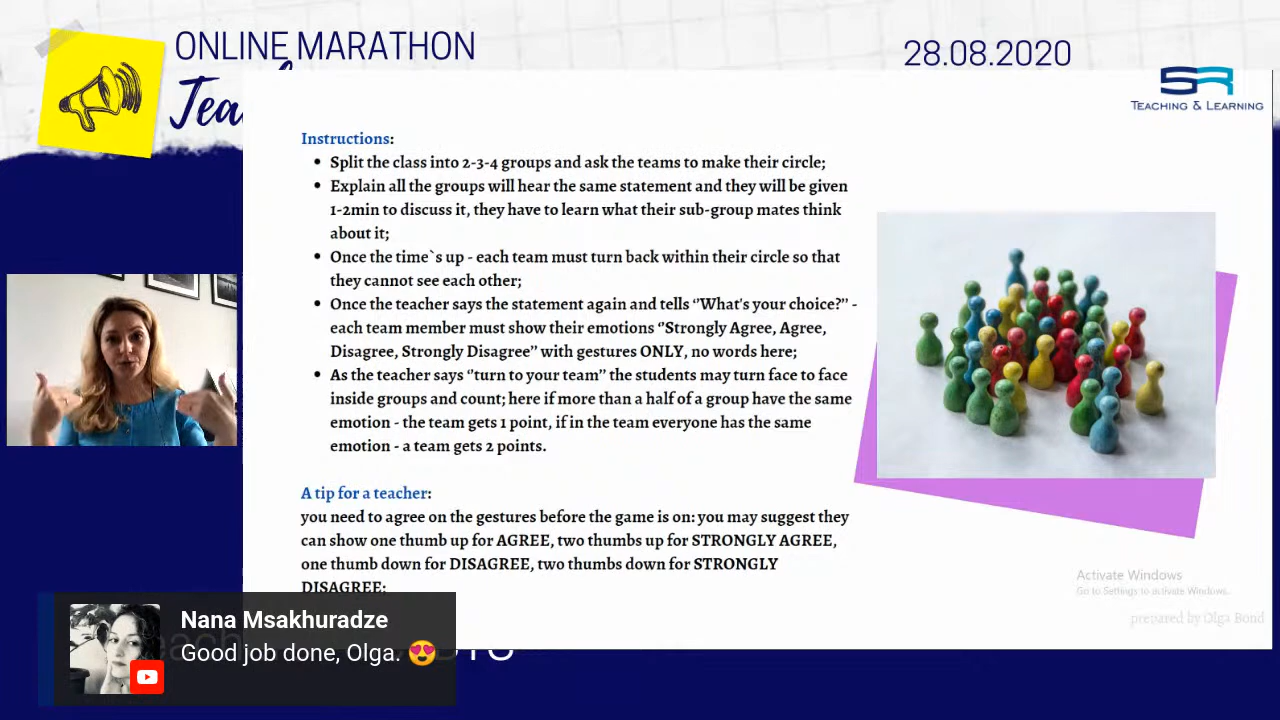 ONLINE MARATHON
28.08.2020
Tea
TEACHING & LEARNING
Instructions:
• Split the class into 2-3-4 groups and ask the teams to make their circle;
• Explain all the groups will hear the same statement and they will be given
1-2min to discuss it, they have to learn what their sub-group mates think
about it;
• Once the time`s up - each team must turn back within their circle so that
they cannot see each other;
• Once the teacher says the statement again and tells ‘’What's your choice?’’ -
each team member must show their emotions ‘’Strongly Agree, Agree,
Disagree, Strongly Disagree’’ with gestures ONLY, no words here;
• As the teacher says ‘’turn to your team’’ the students may turn face to face
inside groups and count; here if more than a half of a group have the same
emotion - the team gets 1 point, if in the team everyone has the same
emotion - a team gets 2 points.
A tip for a teacher:
you need to agree on the gestures before the game is on: you may suggest they
can show one thumb up for AGREE, two thumbs up for STRONGLY AGREE,
one thumb down for DISAGREE, two thumbs down for STRONGLY
DISAGREE;
Activate Windows
Go to Settings to activate Windows.
prepared by Olga Bond
Nana Msakhuradze
Good job done, Olga. 😍